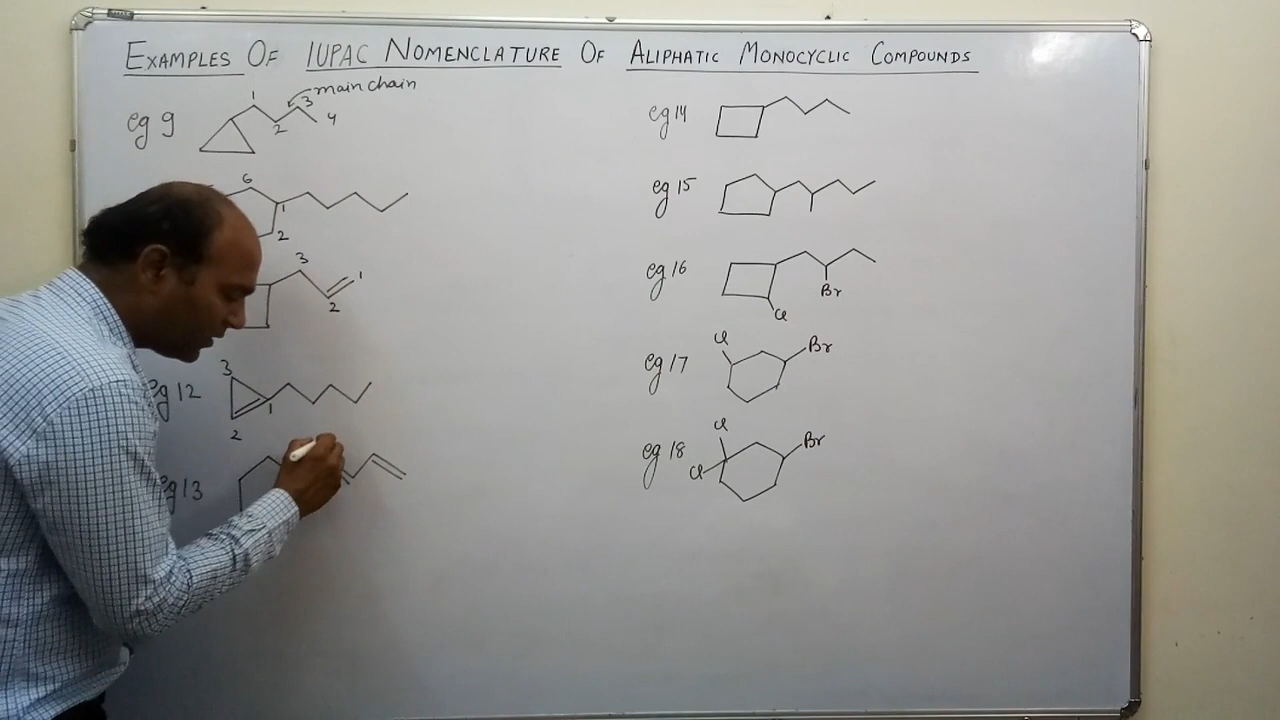 EXAMPLES OF IUPAC NOMENCLATURE OF ALIPHATIC MONOCYCLIC COMPOUNDS
main chain
eg 9
1
2
3
4
6
1
2
3
1
2
eg 12
3
1
2
eg 13
eg 14
eg 15
eg 16
Br
Cl
eg 17
Cl
Br
eg 18
Cl
Cl
Br